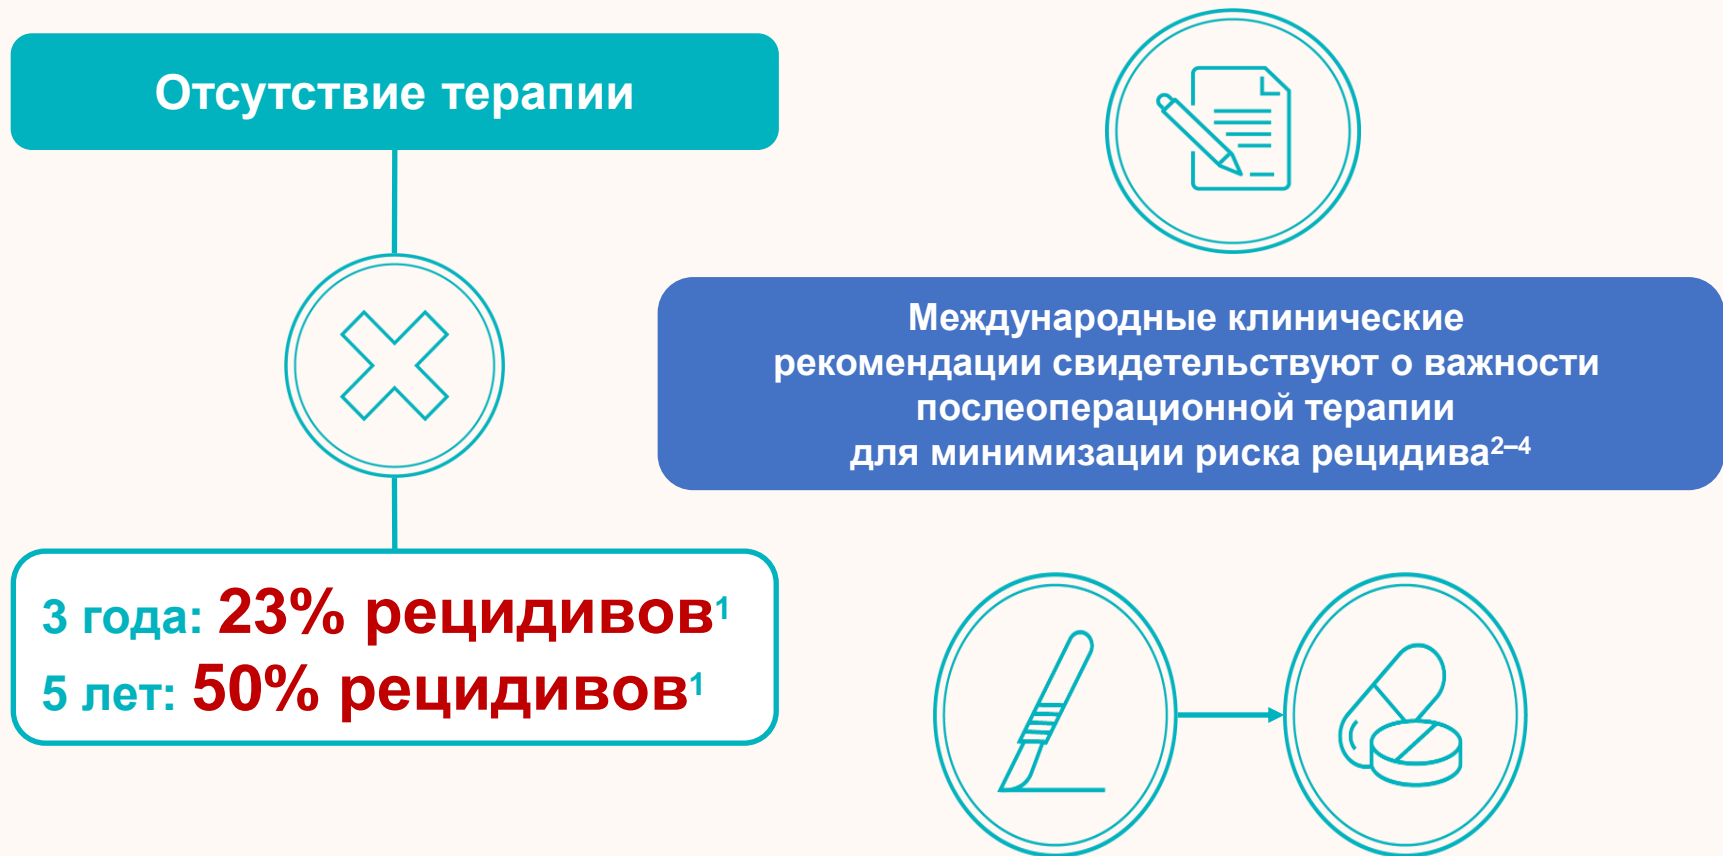 Отсутствие терапии
3 года: 23% рецидивов¹
5 лет: 50% рецидивов¹
Международные клинические
рекомендации свидетельствуют о важности
послеоперационной терапии
для минимизации риска рецидива²⁻⁴